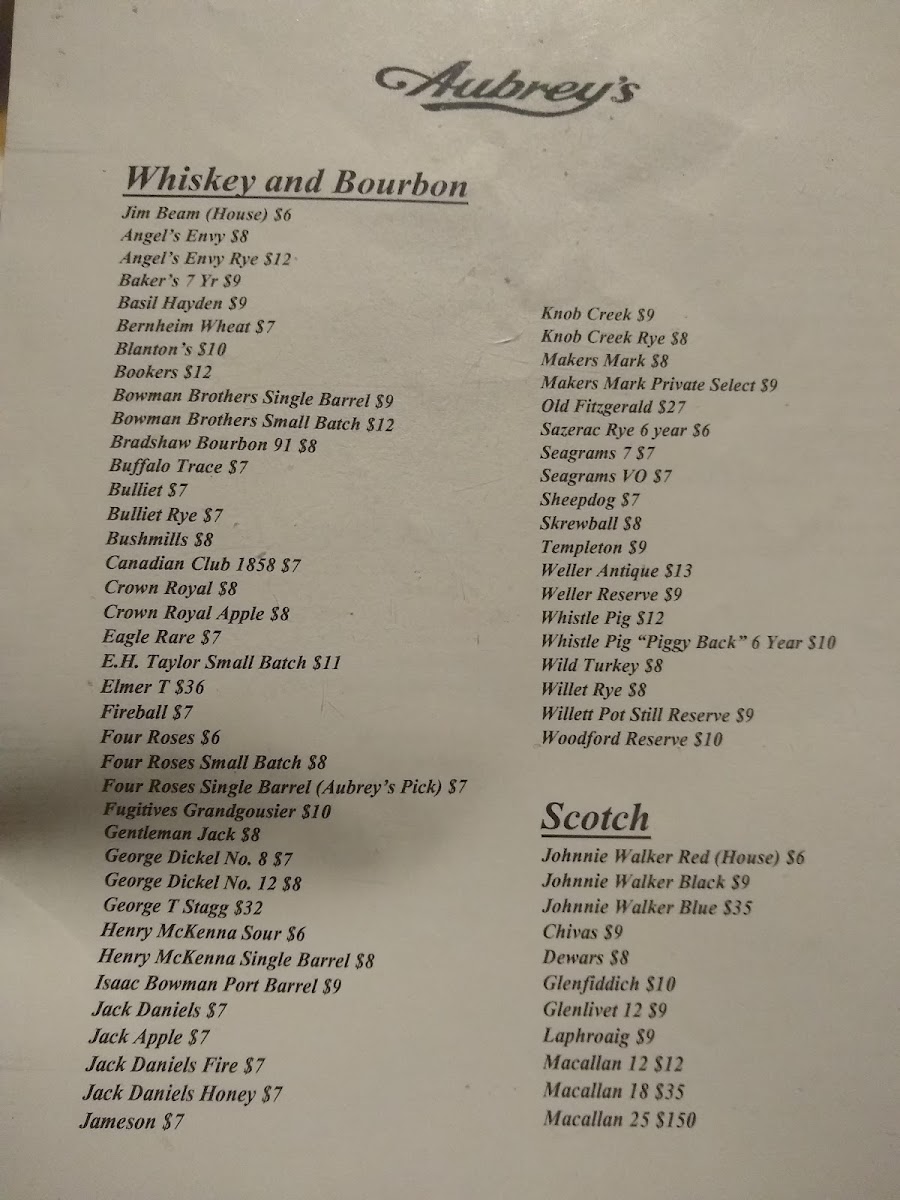 Aubrey's
Whiskey and Bourbon
Jim Beam (House) $6
Angel's Envy $8
Angel's Envy Rye $12
Baker's 7 Yr $9
Basil Hayden $9
Bernheim Wheat $7
Blanton's $10
Bookers $12
Bowman Brothers Single Barrel $9
Bowman Brothers Small Batch $12
Bradshaw Bourbon 91 $8
Buffalo Trace $7
Bulliet $7
Bulliet Rye $7
Bushmills $8
Canadian Club 1858 $7
Crown Royal $8
Crown Royal Apple $8
Eagle Rare $7
E.H. Taylor Small Batch $11
Elmer T $36
Fireball $7
Four Roses $6
Four Roses Small Batch $8
Four Roses Single Barrel (Aubrey's Pick) $7
Fugitives Grandgousier $10
Gentleman Jack $8
George Dickel No. 8 $7
George Dickel No. 12 $8
George T Stagg $32
Henry McKenna Sour $6
Henry McKenna Single Barrel $8
Isaac Bowman Port Barrel $9
Jack Daniels $7
Jack Apple $7
Jack Daniels Fire $7
Jack Daniels Honey $7
Jameson $7
Knob Creek $9
Knob Creek Rye $8
Makers Mark $8
Makers Mark Private Select $9
Old Fitzgerald $27
Sazerac Rye 6 year $6
Seagrams 7 $7
Seagrams VO $7
Sheepdog $7
Skrewball $8
Templeton $9
Weller Antique $13
Weller Reserve $9
Whistle Pig $12
Whistle Pig "Piggy Back" 6 Year $10
Wild Turkey $8
Willet Rye $8
Willett Pot Still Reserve $9
Woodford Reserve $10
Scotch
Johnnie Walker Red (House) $6
Johnnie Walker Black $9
Johnnie Walker Blue $35
Chivas $9
Dewars $8
Glenfiddich $10
Glenlivet 12 $9
Laphroaig $9
Macallan 12 $12
Macallan 18 $35
Macallan 25 $150